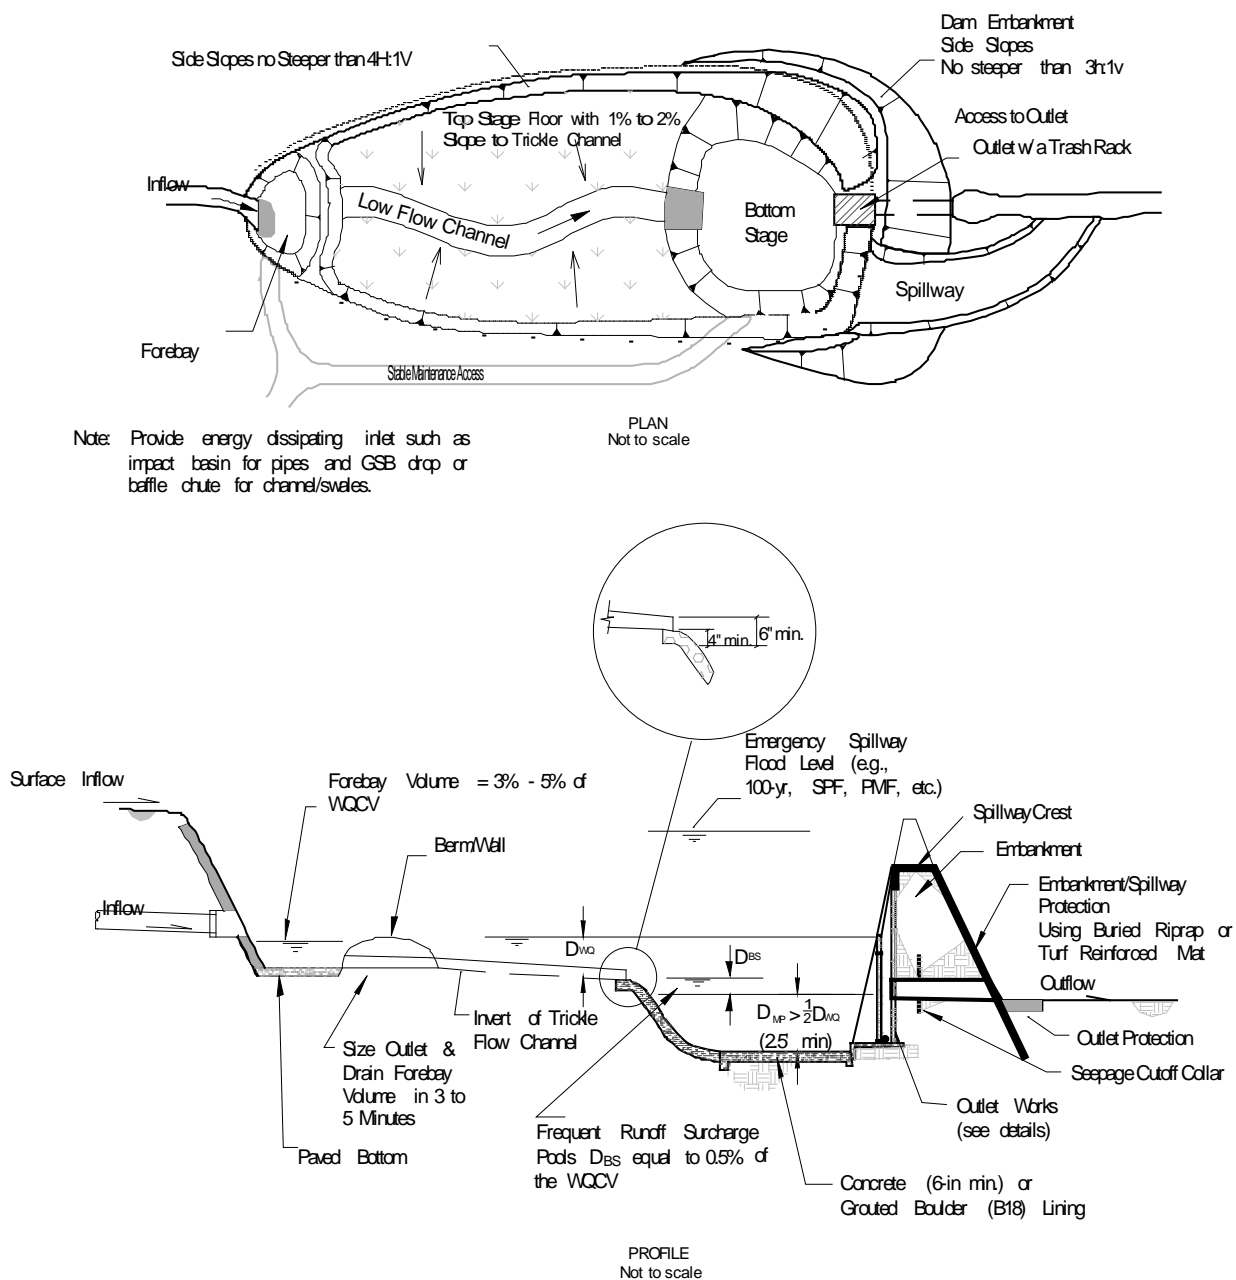 Dam Embankment
Side Slopes
No steeper than 3h:1v
Side Slopes no Steeper than 4H:1V
Top Stage Floor with 1% to 2%
Slope to Trickle Channel
Access to Outlet
Outlet w/ a Trash Rack
Inflow
Low Flow Channel
Bottom
Stage
Spillway
Forebay
Stable Maintenance Access
PLAN
Not to scale
Note: Provide energy dissipating inlet such as
impact basin for pipes and GSB drop or
baffle chute for channel/swales.
4" min.
6" min.
Emergency Spillway
Flood Level (e.g.,
100-yr, SPF, PMF, etc.)
Surface Inflow
Forebay Volume = 3% - 5% of
WQCV
Spillway Crest
Berm/Wall
Embankment
Embankment/Spillway
Protection
Using Buried Riprap or
Turf Reinforced Mat
Inflow
DWQ
DBS
Outflow
DMP > 1/2 DWQ
(2.5' min)
Invert of Trickle
Flow Channel
Outlet Protection
Size Outlet &
Drain Forebay
Volume in 3 to
5 Minutes
Seepage Cutoff Collar
Outlet Works
(see details)
Frequent Runoff Surcharge
Pools DBS equal to 0.5% of
the WQCV
Paved Bottom
Concrete (6-in min.) or
Grouted Boulder (B18) Lining
PROFILE
Not to scale